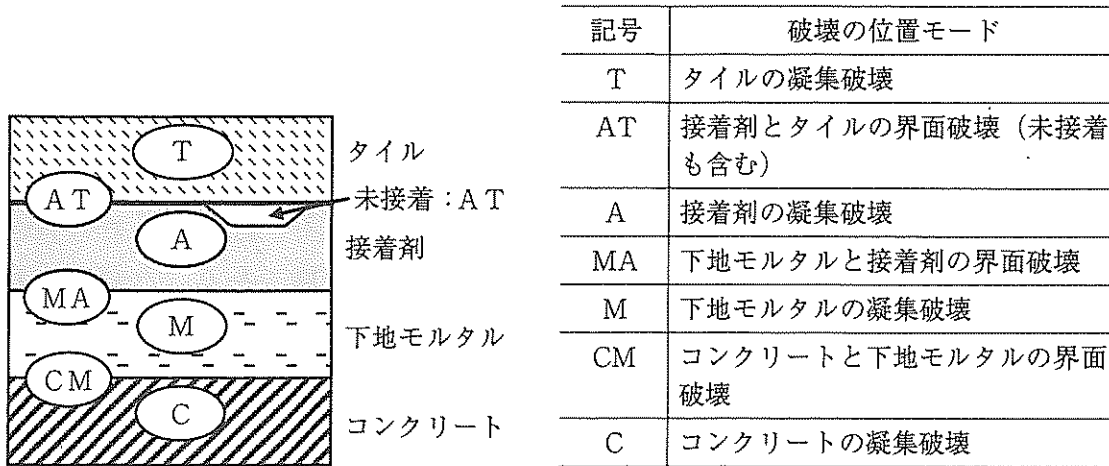 T
AT
A
MA
M
CM
C
タイル
未接着：AT
接着剤
下地モルタル
コンクリート
記号 破壊の位置モード
T タイルの凝集破壊
AT 接着剤とタイルの界面破壊（未接着
も含む）
A 接着剤の凝集破壊
MA 下地モルタルと接着剤の界面破壊
M 下地モルタルの凝集破壊
CM コンクリートと下地モルタルの界面
破壊
C コンクリートの凝集破壊